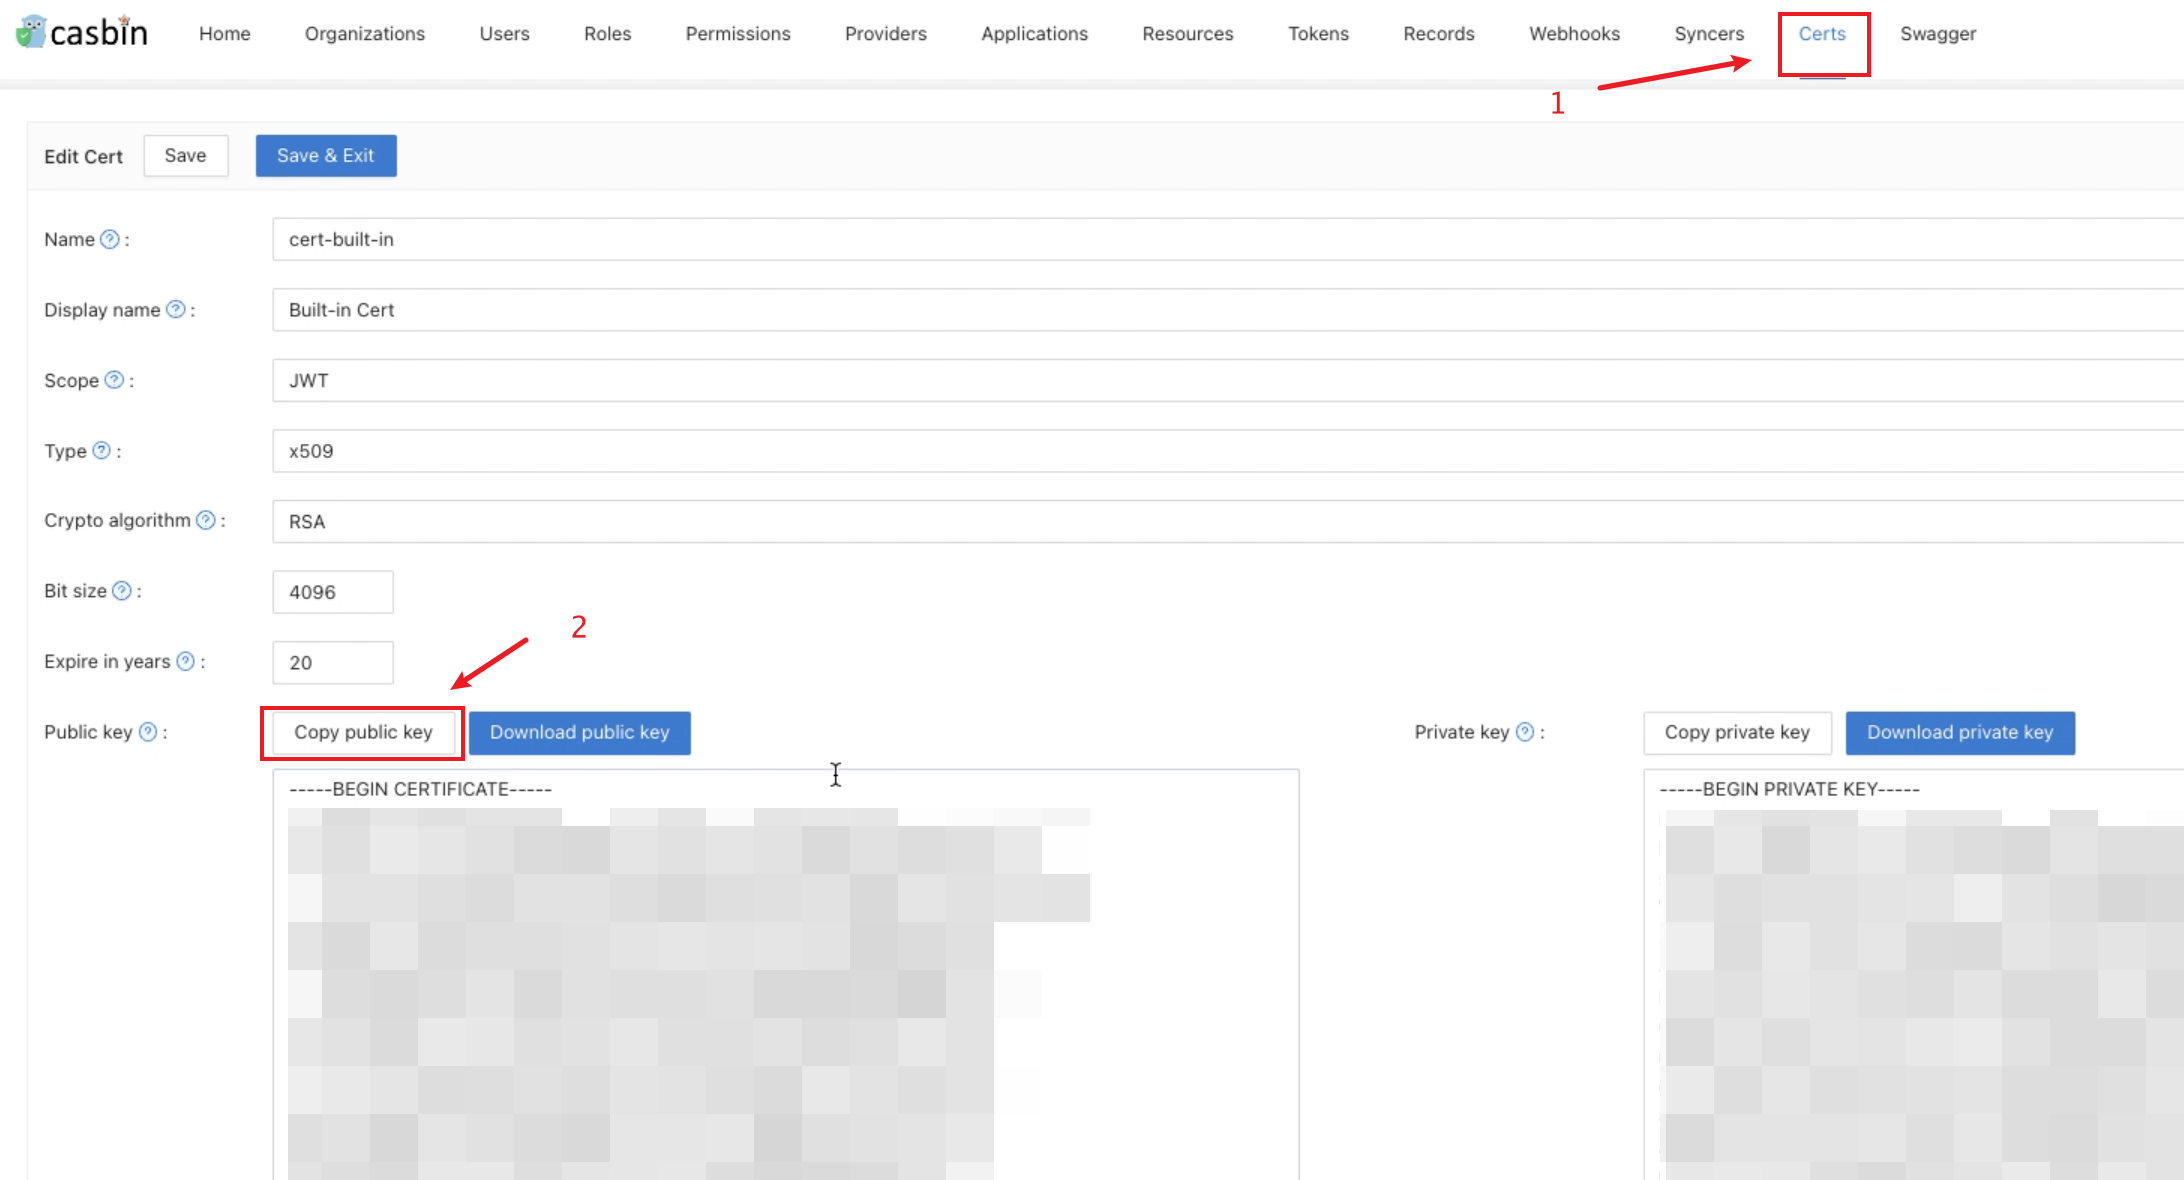 casbin Home Organizations Users Roles Permissions Providers Applications Resources Tokens Records Webhooks Syncers Certs Swagger
1
Edit Cert Save Save & Exit
Name ? : cert-built-in
Display name ? : Built-in Cert
Scope ? : JWT
Type ? : x509
Crypto algorithm ? : RSA
Bit size ? : 4096
2
Expire in years ? : 20
Public key ? : Copy public key Download public key Private key ? : Copy private key Download private key
-----BEGIN CERTIFICATE----- -----BEGIN PRIVATE KEY-----